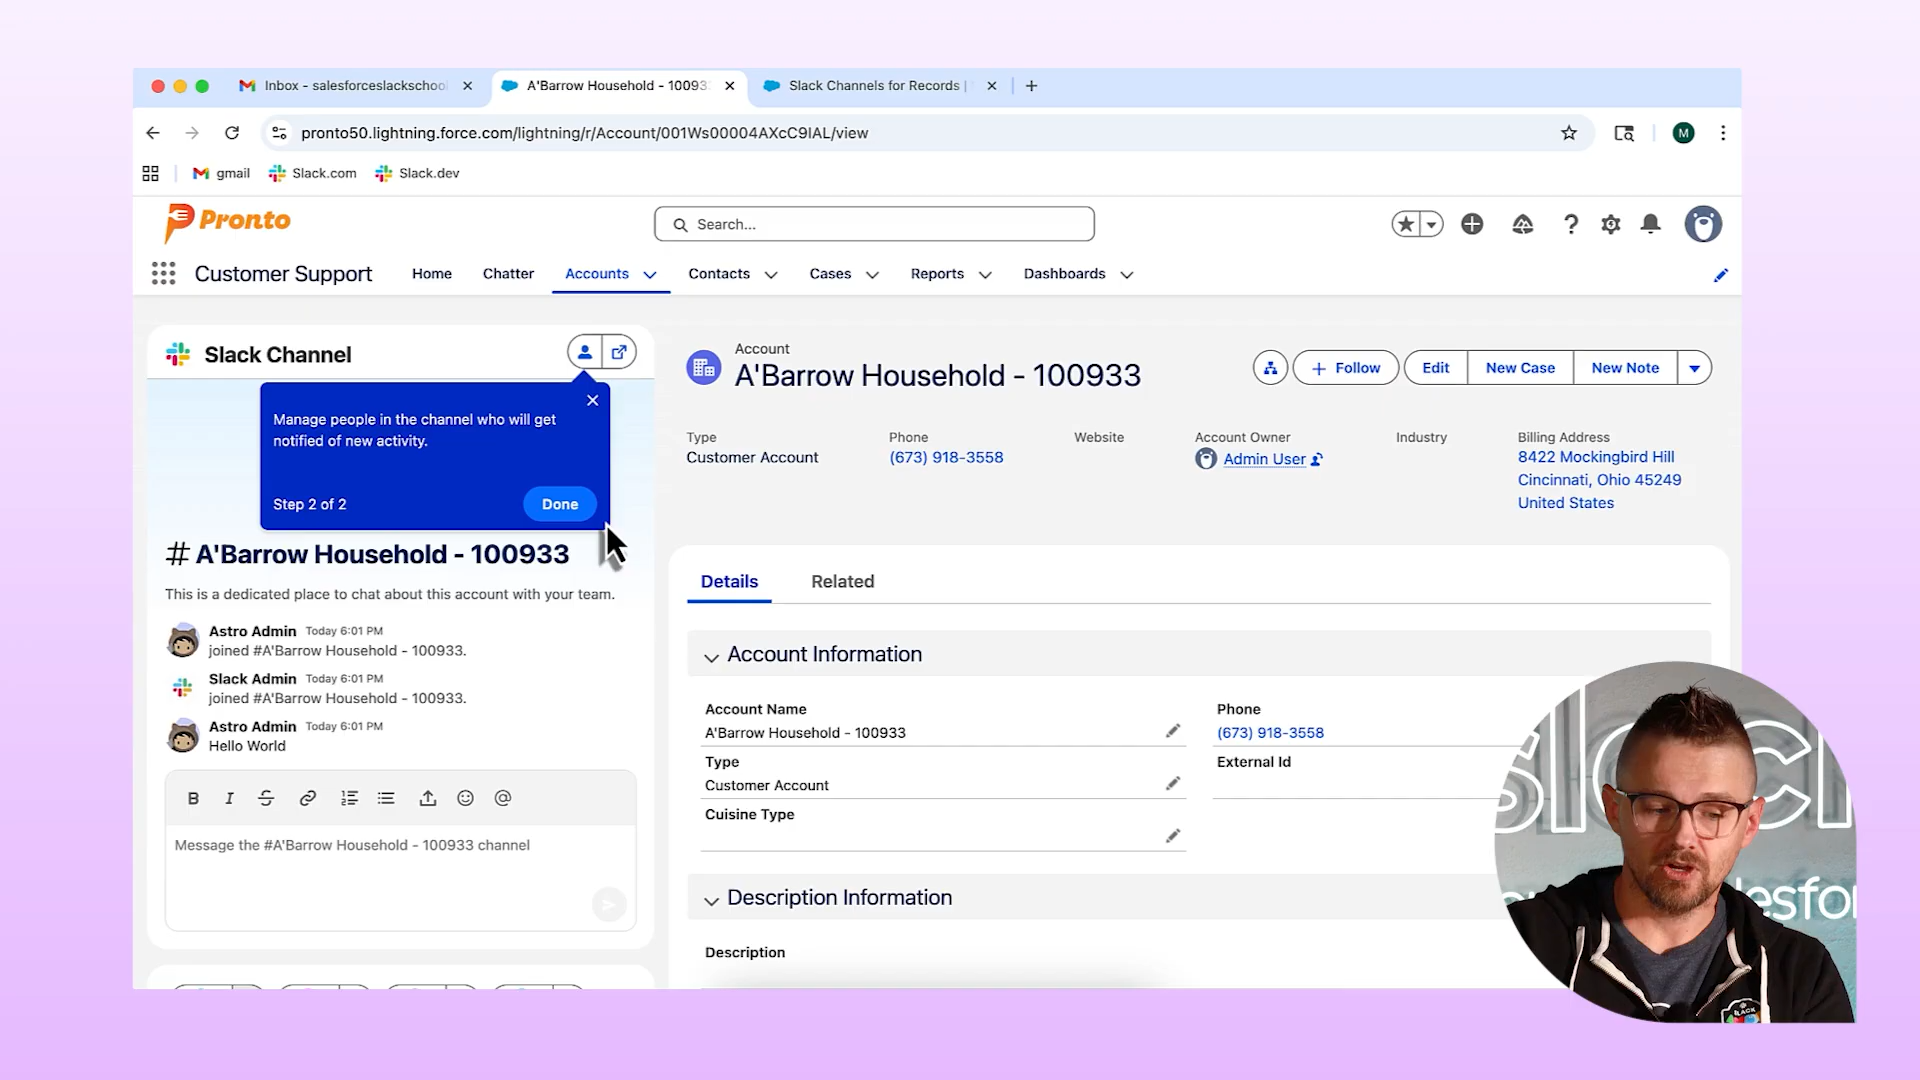 Inbox - salesforceslackschool
A'Barrow Household - 10093
Slack Channels for Records |
pronto50.lightning.force.com/lightning/r/Account/001Ws00004AXcC9IAL/view
M
gmail
Slack.com
Slack.dev
Pronto
Search...
Customer Support
Home
Chatter
Accounts
Contacts
Cases
Reports
Dashboards
Slack Channel
Manage people in the channel who will get
notified of new activity.
Step 2 of 2
Done
# A'Barrow Household - 100933
This is a dedicated place to chat about this account with your team.
Astro Admin Today 6:01 PM
joined #A'Barrow Household - 100933.
Slack Admin Today 6:01 PM
joined #A'Barrow Household - 100933.
Astro Admin Today 6:01 PM
Hello World
B I S
Message the #A'Barrow Household - 100933 channel
Account
A'Barrow Household - 100933
+ Follow
Edit
New Case
New Note
Type
Customer Account
Phone
(673) 918-3558
Website
Account Owner
Admin User
Industry
Billing Address
8422 Mockingbird Hill
Cincinnati, Ohio 45249
United States
Details
Related
Account Information
Account Name
A'Barrow Household - 100933
Phone
(673) 918-3558
Type
Customer Account
External Id
Cuisine Type
Description Information
Description
slac
esfo